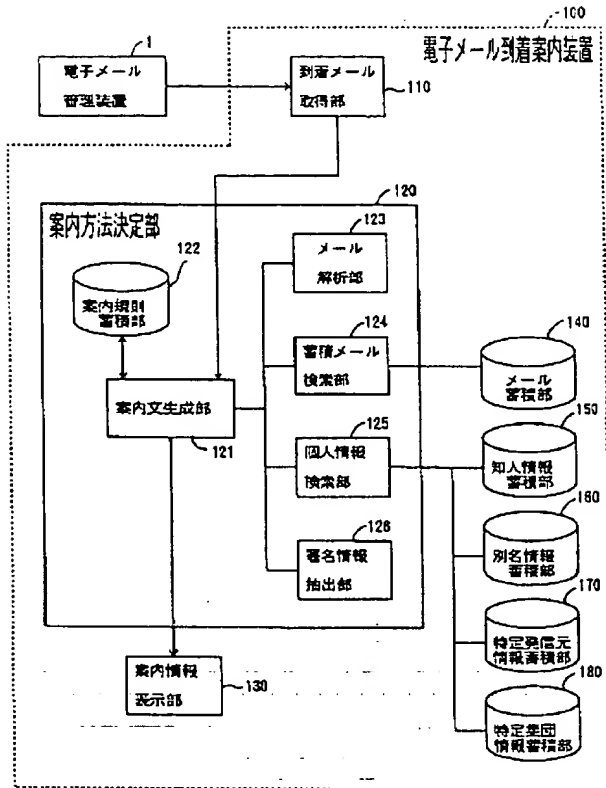 100
電子メール到着案内装置
1
電子メール
管理装置
到着メール
取得部
110
120
案内方法決定部
123
メール
解析部
122
案内規則
蓄積部
124
蓄積メール
検索部
140
メール
蓄積部
案内文生成部
121
125
個人情報
検索部
150
知人情報
蓄積部
160
別名情報
蓄積部
126
署名情報
抽出部
170
特定発信元
情報蓄積部
案内情報
表示部
130
180
特定集団
情報蓄積部